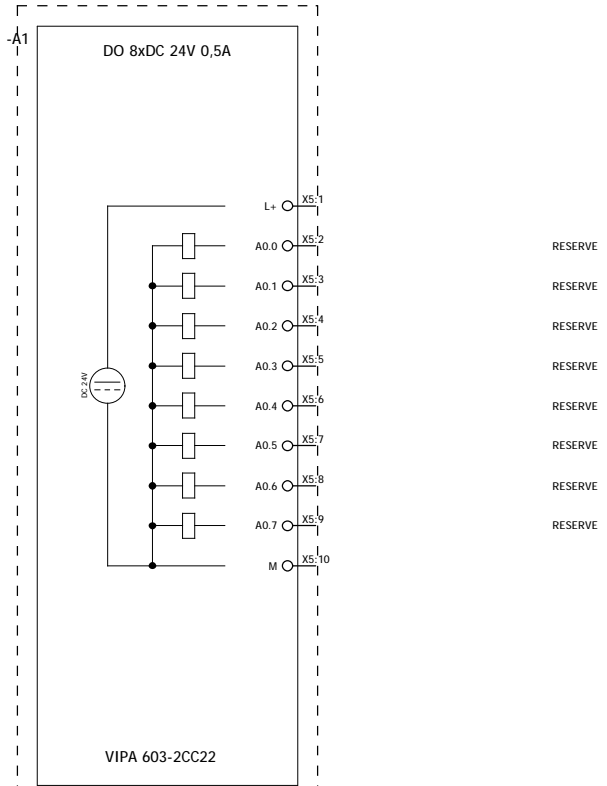 -A1
DO 8xDC 24V 0,5A
L+ X5:1
A0.0 X5:2 RESERVE
A0.1 X5:3 RESERVE
A0.2 X5:4 RESERVE
A0.3 X5:5 RESERVE
DC 24V
A0.4 X5:6 RESERVE
A0.5 X5:7 RESERVE
A0.6 X5:8 RESERVE
A0.7 X5:9 RESERVE
M X5:10
VIPA 603-2CC22